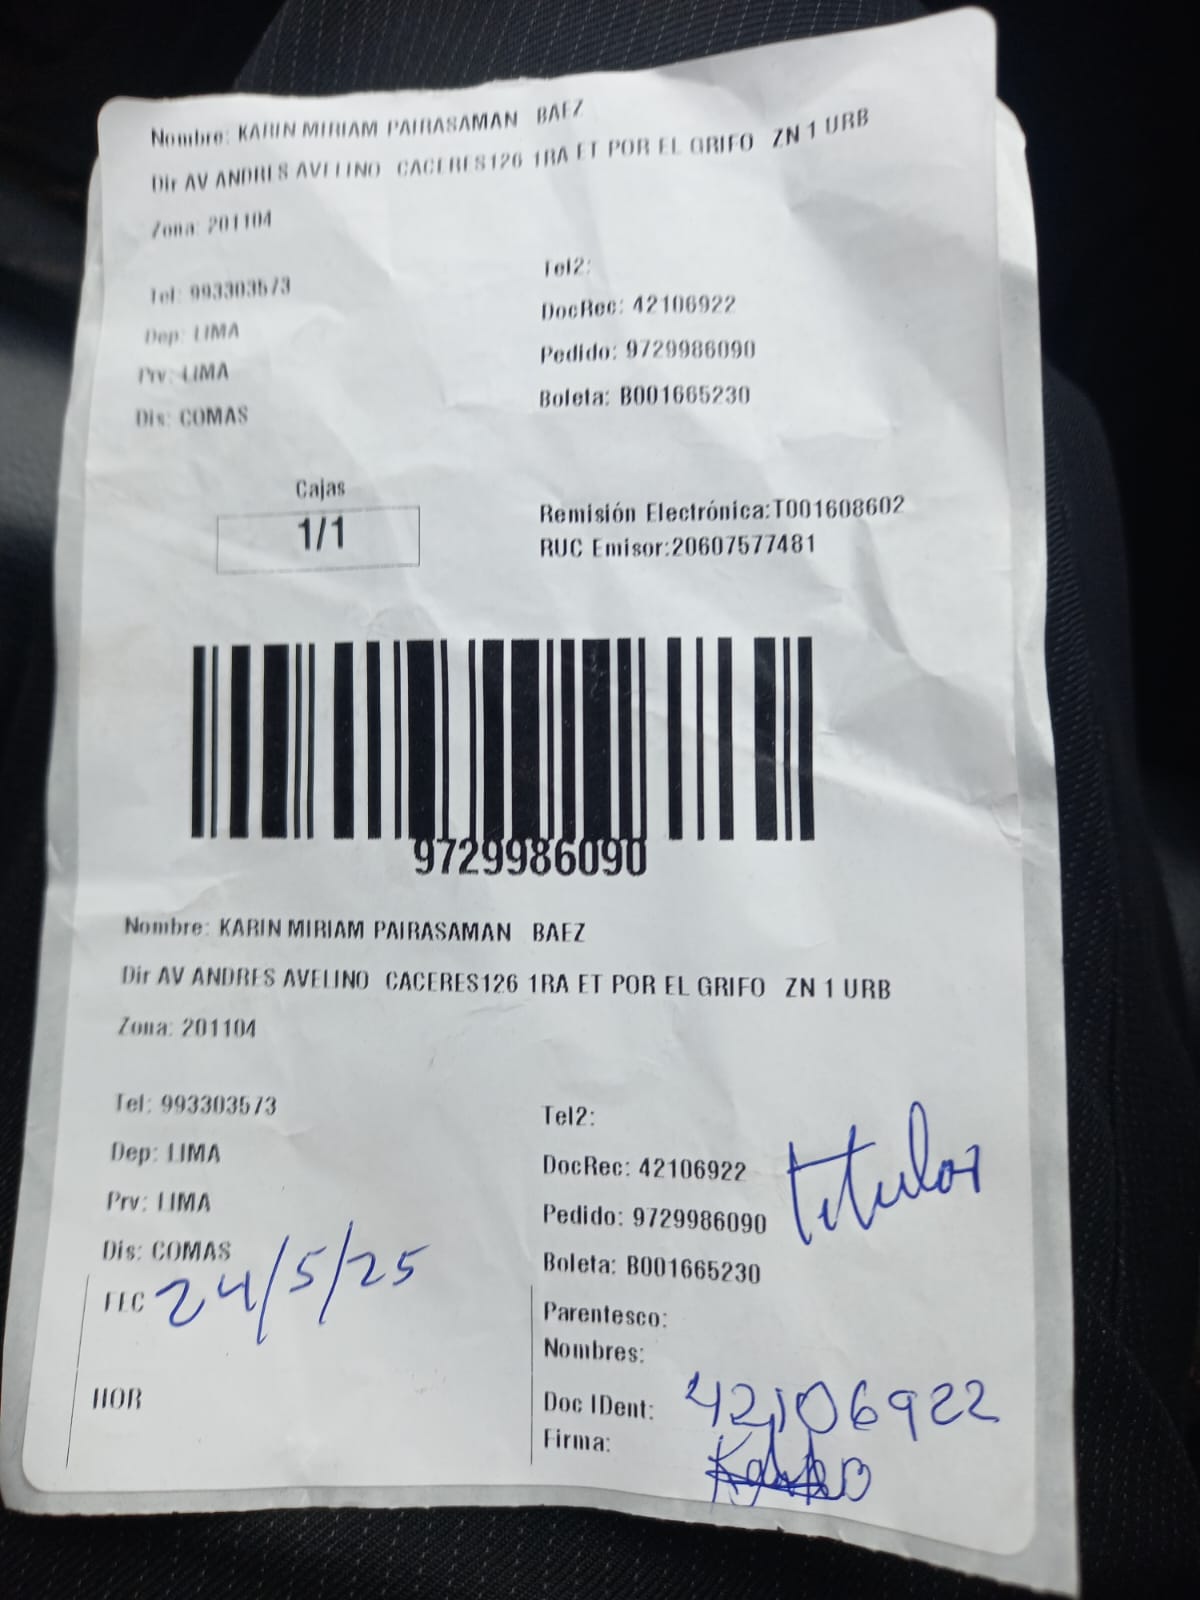 Nombre: KARIN MIRIAM PAIRASAMAN BAEZ
Dir AV ANDRES AVELINO CACERES126 1RA ET POR EL GRIFO ZN 1 URB
Zona: 201104
Tel: 993303573
Tel2:
Dep: LIMA
DocRec: 42106922
Prv: LIMA
Pedido: 9729986090
Dis: COMAS
Boleta: B001665230
Cajas
1/1
Remisión Electrónica:T001608602
RUC Emisor:20607577481
9729986090
Nombre: KARIN MIRIAM PAIRASAMAN BAEZ
Dir AV ANDRES AVELINO CACERES126 1RA ET POR EL GRIFO ZN 1 URB
Zona: 201104
Tel: 993303573
Tel2:
Dep: LIMA
DocRec: 42106922
titular
Prv: LIMA
Pedido: 9729986090
Dis: COMAS
Boleta: B001665230
FEC 24/5/25
Parentesco:
Nombres:
HOR
Doc IDent: 42106922
Firma: